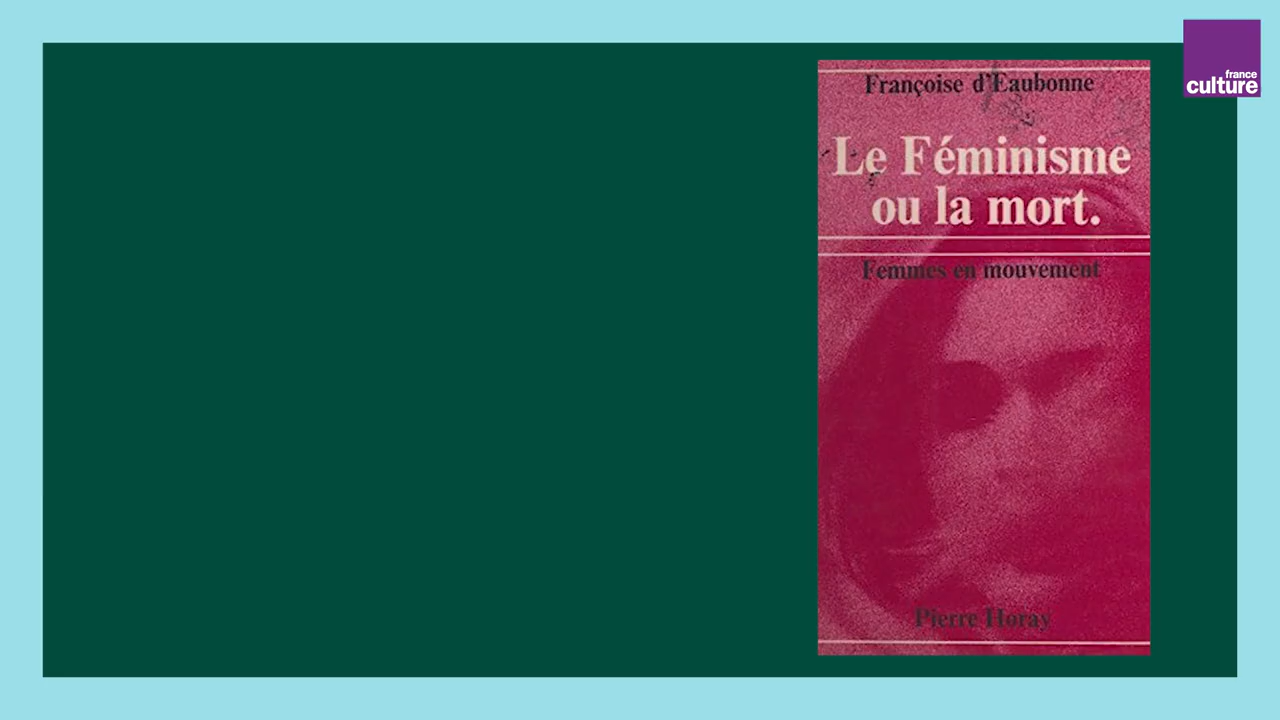 france
culture
Françoise d'Eaubonne
Le Féminisme
ou la mort.
Femmes en mouvement
Pierre Horay